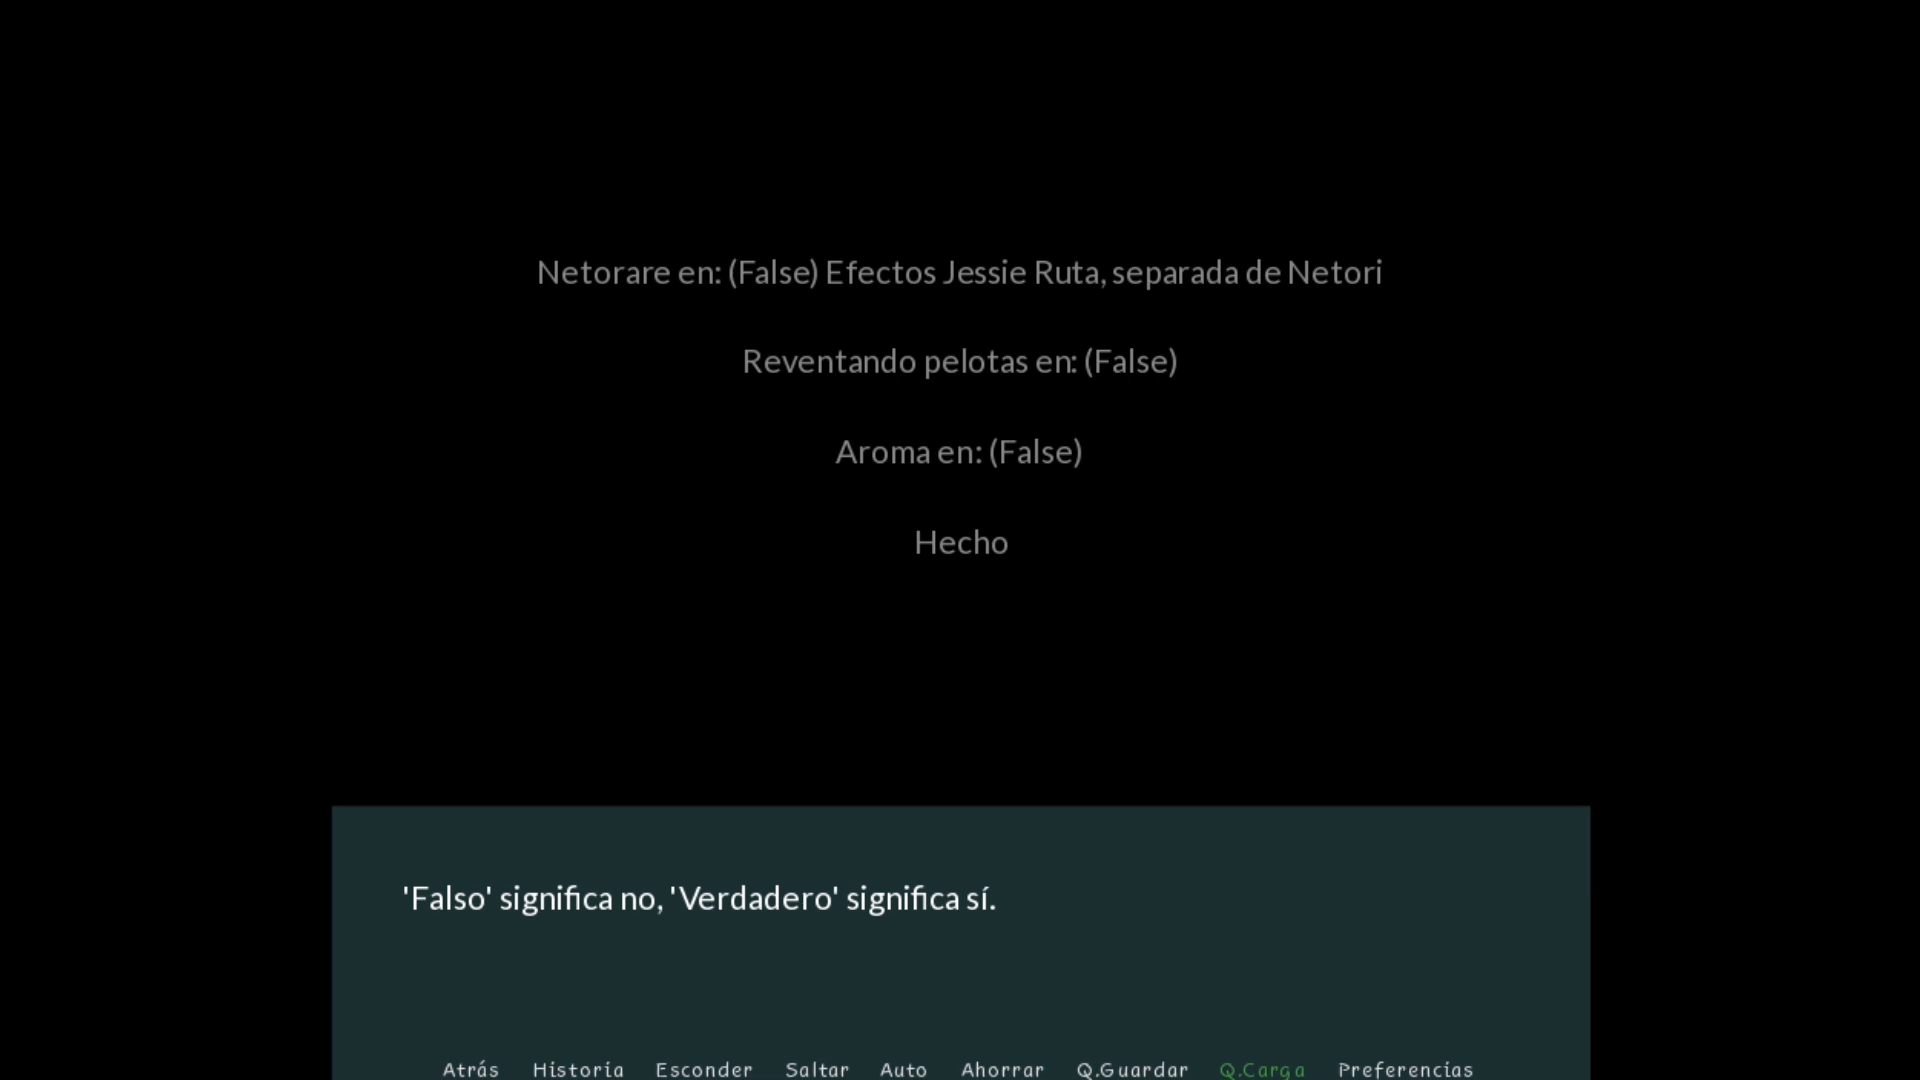 Netorare en: (False) Efectos Jessie Ruta, separada de Netori
Reventando pelotas en: (False)
Aroma en: (False)
Hecho
'Falso' significa no, 'Verdadero' significa sí.
Atrás Historia Esconder Saltar Auto Ahorrar Q.Guardar Q.Carga Preferencias